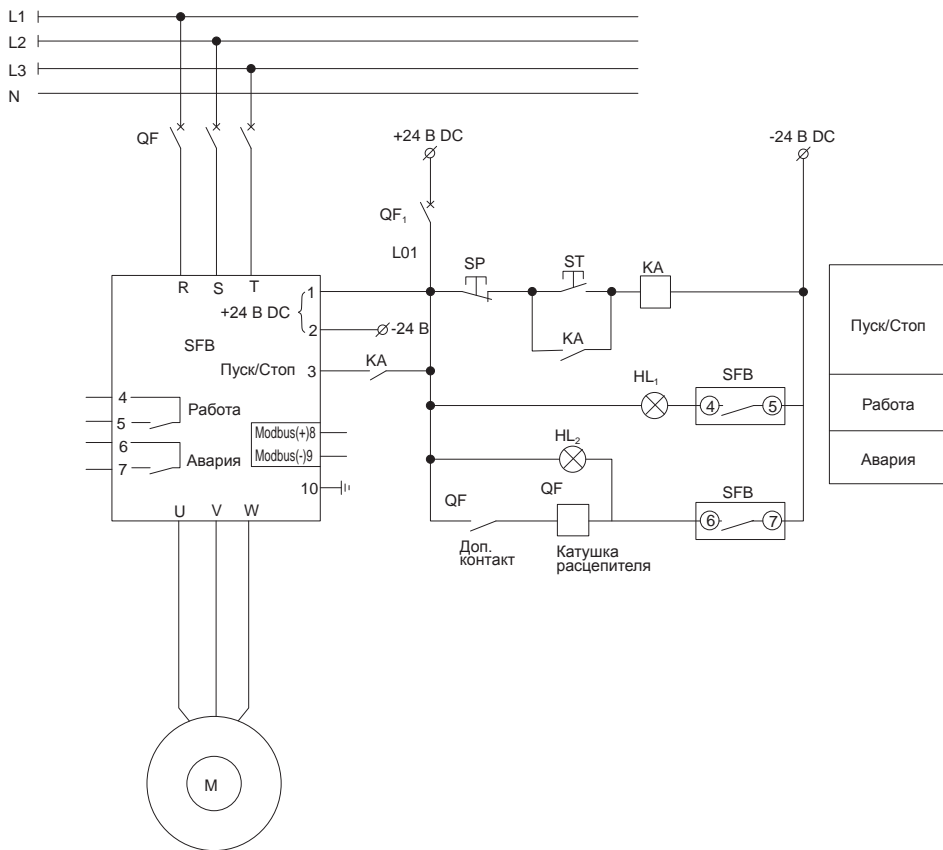 L1
L2
L3
N
QF
+24 В DC
-24 В DC
QF₁
L01
SP
ST
KA
R S T
1
+24 В DC
2
-24 В
KA
SFB
Пуск/Стоп
3
KA
Пуск/Стоп
HL₁
SFB
4
5
4
Работа
5
Работа
6
Modbus(+)8
HL₂
Авария
7
Авария
Modbus(-)9
10
QF
QF
SFB
6
7
U V W
Доп.
контакт
Катушка
расцепителя
M